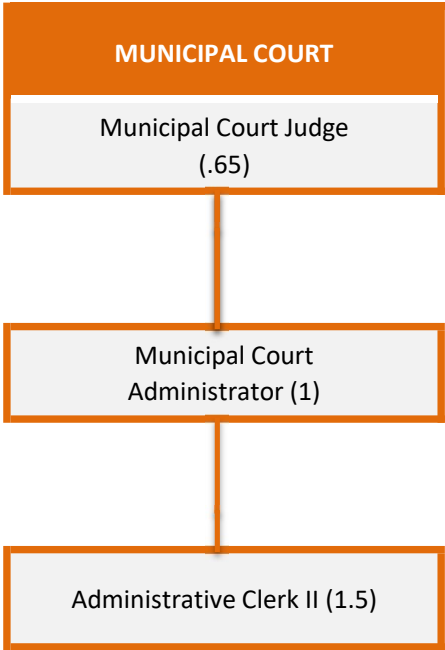 MUNICIPAL COURT
Municipal Court Judge
(.65)
Municipal Court
Administrator (1)
Administrative Clerk II (1.5)